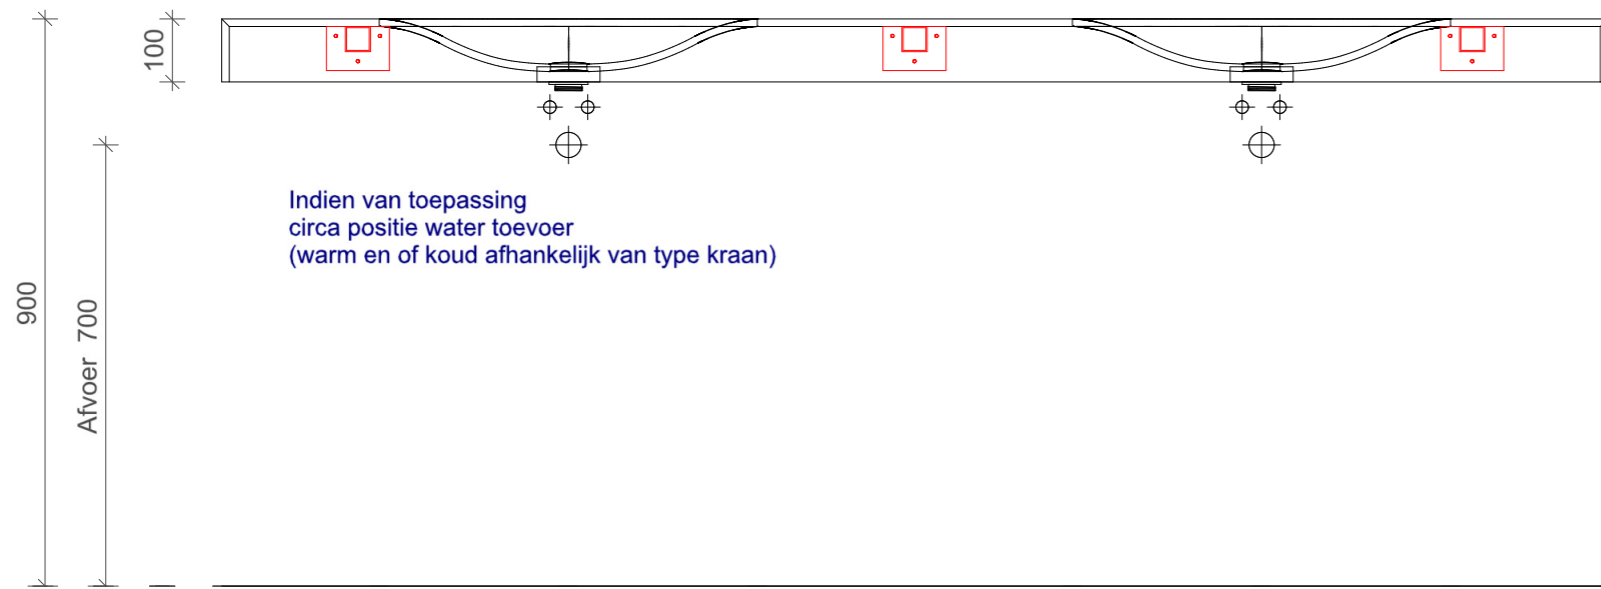 100
900
Afvoer 700
Indien van toepassing
circa positie water toevoer
(warm en of koud afhankelijk van type kraan)